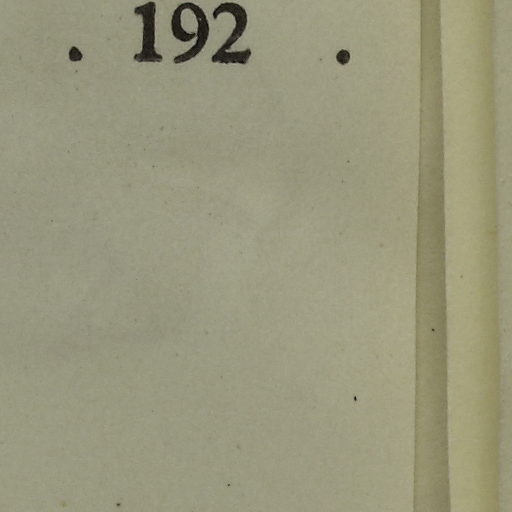 . 192 .